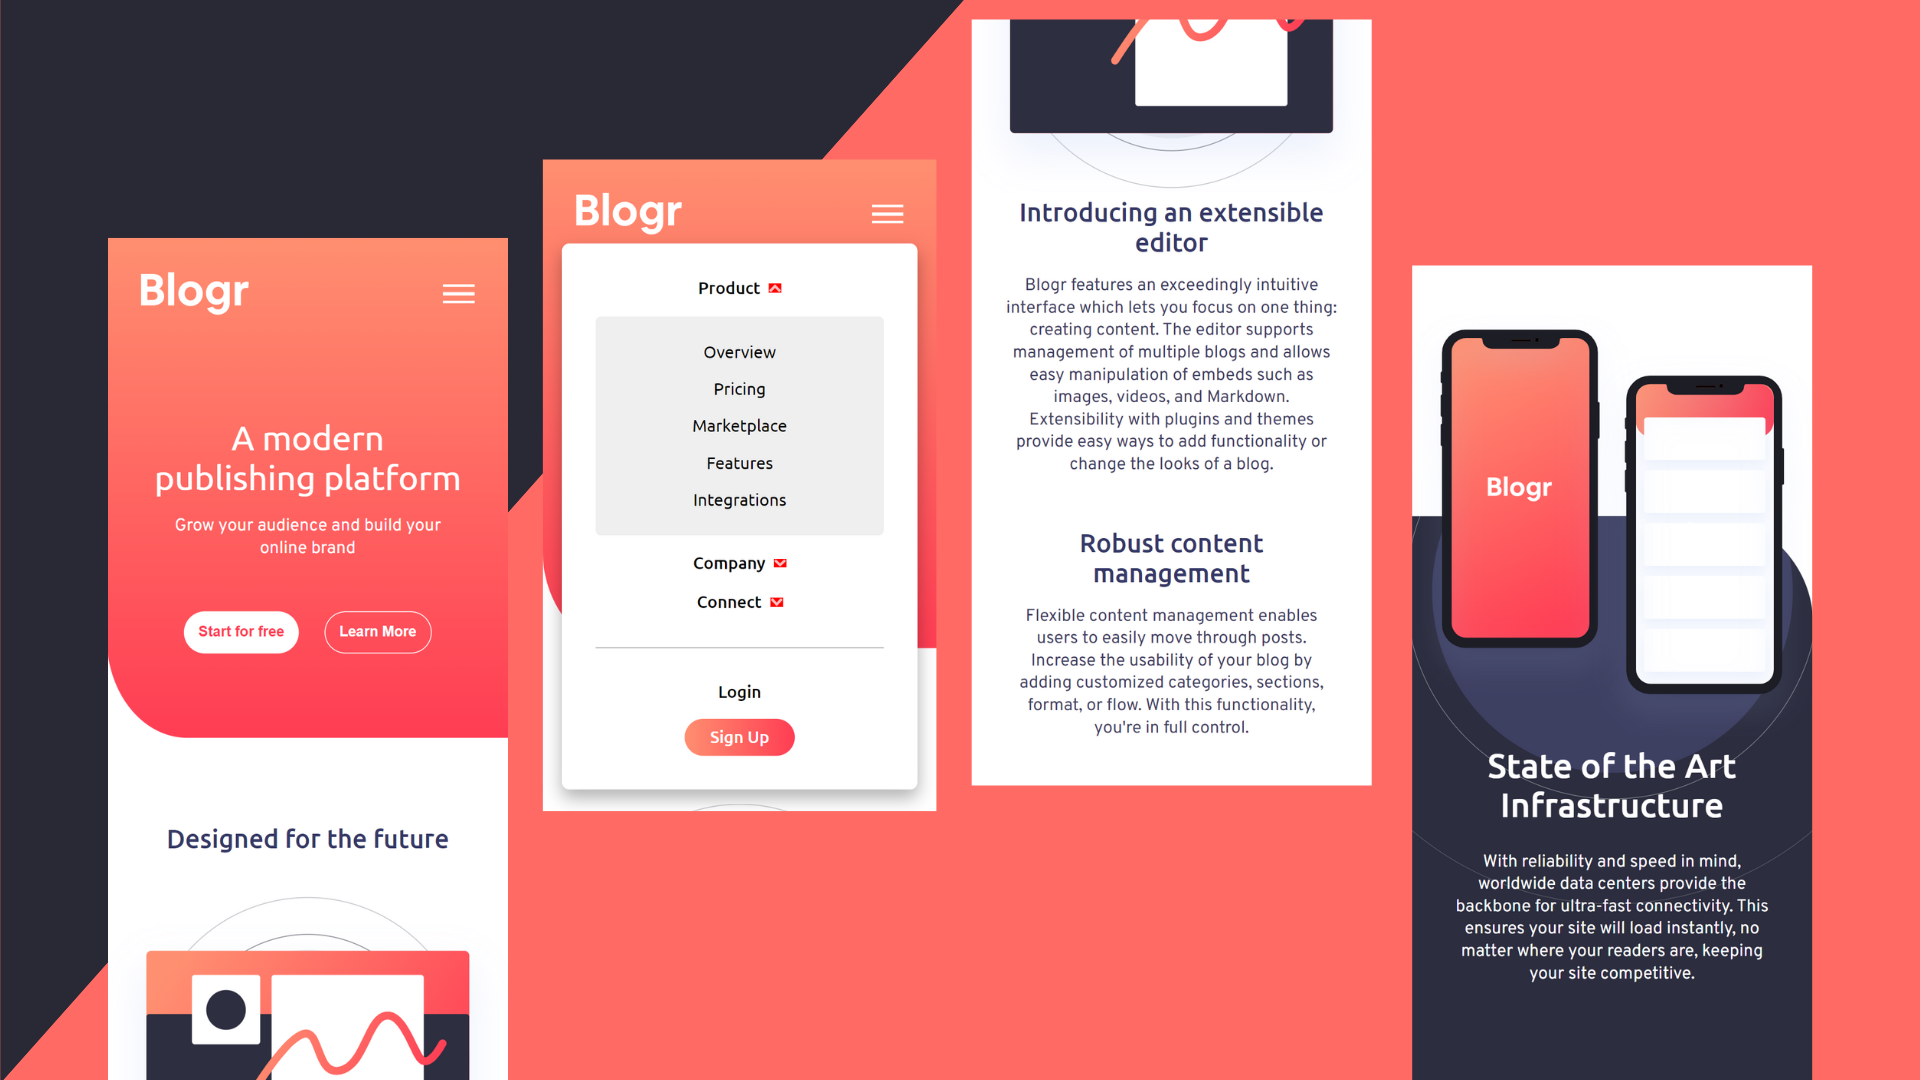 Blogr
A modern
publishing platform
Grow your audience and build your
online brand
Start for free
Learn More
Designed for the future
Blogr
Product
Overview
Pricing
Marketplace
Features
Integrations
Company
Connect
Login
Sign Up
Introducing an extensible
editor
Blogr features an exceedingly intuitive
interface which lets you focus on one thing:
creating content. The editor supports
management of multiple blogs and allows
easy manipulation of embeds such as
images, videos, and Markdown.
Extensibility with plugins and themes
provide easy ways to add functionality or
change the looks of a blog.
Robust content
management
Flexible content management enables
users to easily move through posts.
Increase the usability of your blog by
adding customized categories, sections,
format, or flow. With this functionality,
you're in full control.
Blogr
State of the Art
Infrastructure
With reliability and speed in mind,
worldwide data centers provide the
backbone for ultra-fast connectivity. This
ensures your site will load instantly, no
matter where your readers are, keeping
your site competitive.